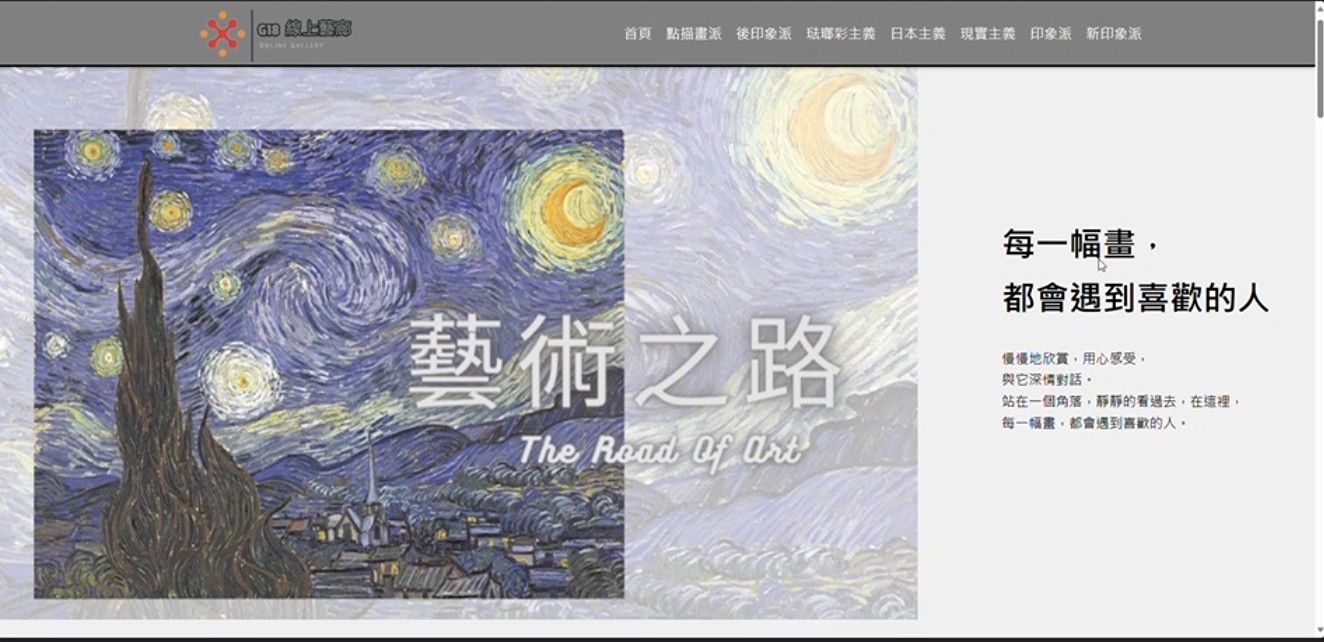 G18 線上藝廊
ONLINE GALLERY
首頁 點描畫派 後印象派 琺瑯彩主義 日本主義 現實主義 印象派 新印象派
藝術之路
The Road Of Art
每一幅畫，
都會遇到喜歡的人
慢慢地欣賞，用心感受，
與它深情對話。
站在一個角落，靜靜的看過去，在這裡，
每一幅畫，都會遇到喜歡的人。